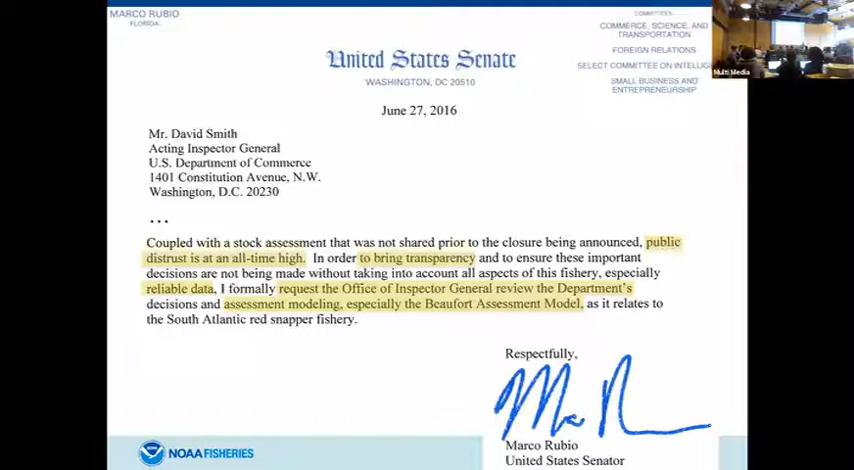 MARCO RUBIO
FLORIDA
COMMITTEES:
COMMERCE, SCIENCE, AND
TRANSPORTATION
FOREIGN RELATIONS
SELECT COMMITTEE ON
SMALL BUSINESS AND
ENTREPRENEURSHIP
Multi Media
United States Senate
WASHINGTON, DC 20510
June 27, 2016
Mr. David Smith
Acting Inspector General
U.S. Department of Commerce
1401 Constitution Avenue, N.W.
Washington, D.C. 20230
...
Coupled with a stock assessment that was not shared prior to the closure being announced, public
distrust is at an all-time high. In order to bring transparency and to ensure these important
decisions are not being made without taking into account all aspects of this fishery, especially
reliable data, I formally request the Office of Inspector General review the Department's
decisions and assessment modeling, especially the Beaufort Assessment Model, as it relates to
the South Atlantic red snapper fishery.
Respectfully,
Marco Rubio
United States Senator
NOAA FISHERIES